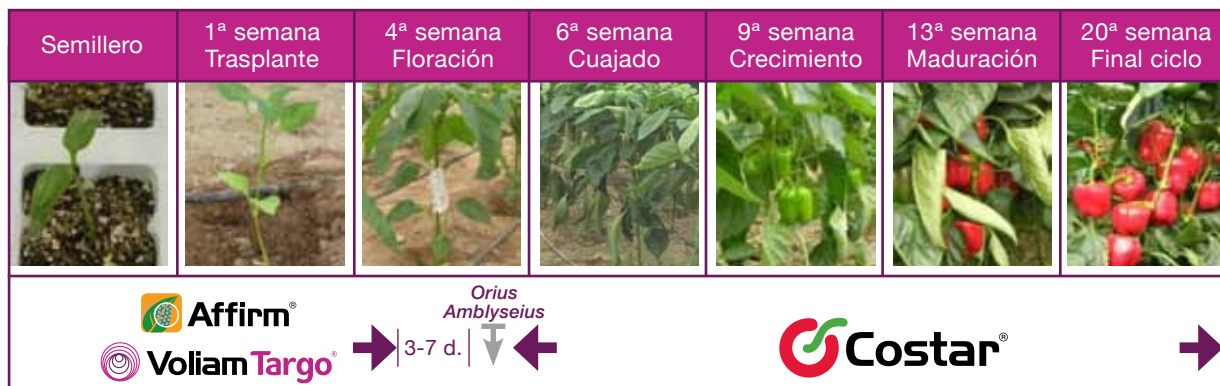 Semillero
1ª semana
Trasplante
4ª semana
Floración
6ª semana
Cuajado
9ª semana
Crecimiento
13ª semana
Maduración
20ª semana
Final ciclo
Affirm®
Voliam Targo®
3-7 d.
Orius
Amblyseius
Costar®